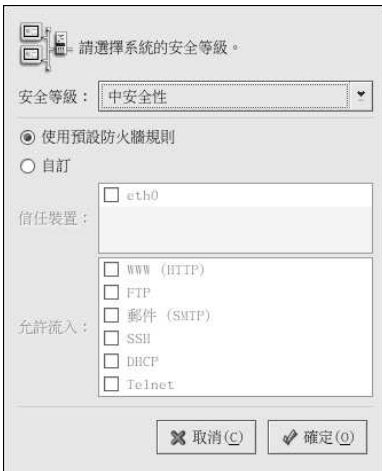 請選擇系統的安全等級。
安全等級： 中安全性
使用預設防火牆規則
自訂
信任裝置： eth0
允許流入： WWW (HTTP)
FTP
郵件 (SMTP)
SSH
DHCP
Telnet
取消(C) 確定(O)